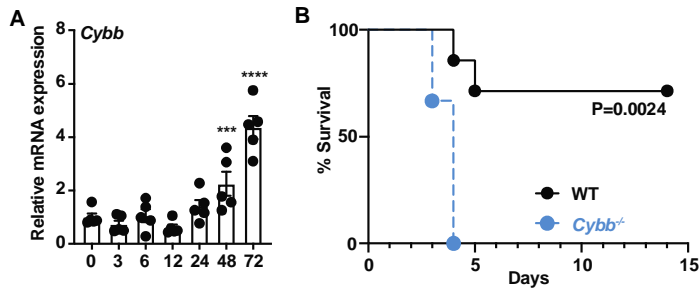 A
Cybb
Relative mRNA expression
8
6
4
2
0
***
****
0 3 6 12 24 48 72
B
% Survival
100
50
0
P=0.0024
WT
Cybb-/-
0 5 10 15
Days